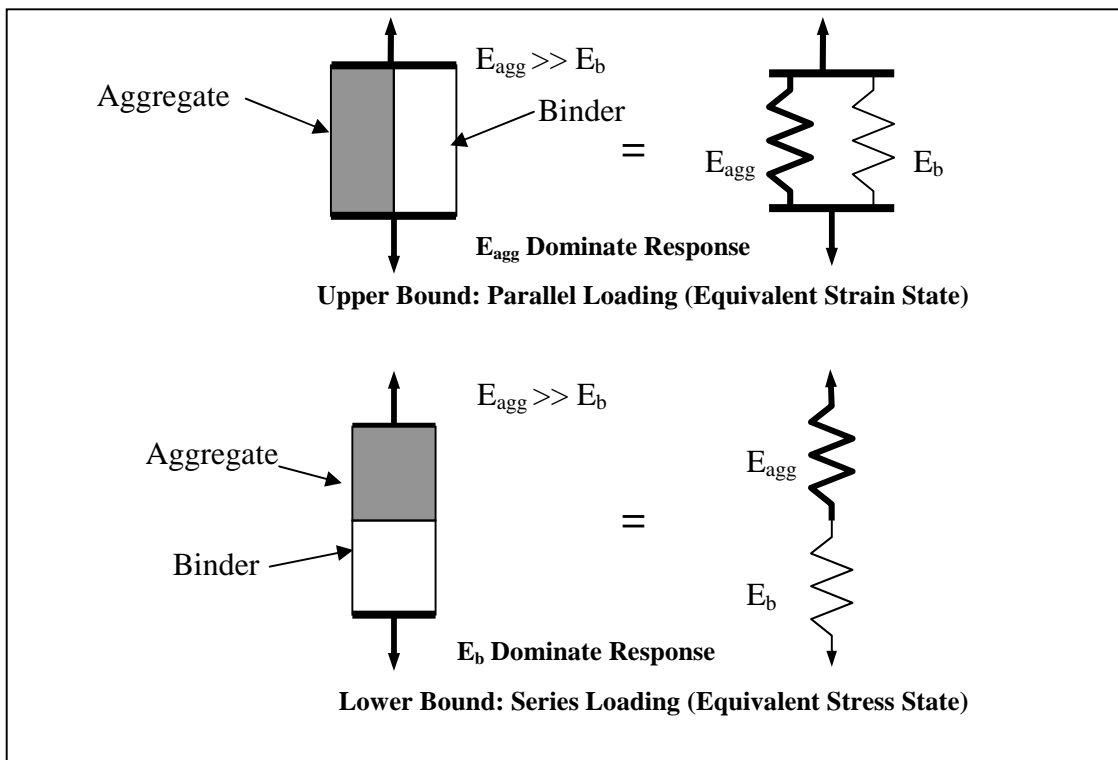 E_agg >> E_b
Aggregate
Binder
=
E_agg
E_b
E_agg Dominate Response
Upper Bound: Parallel Loading (Equivalent Strain State)
E_agg >> E_b
Aggregate
E_agg
=
Binder
E_b
E_b Dominate Response
Lower Bound: Series Loading (Equivalent Stress State)